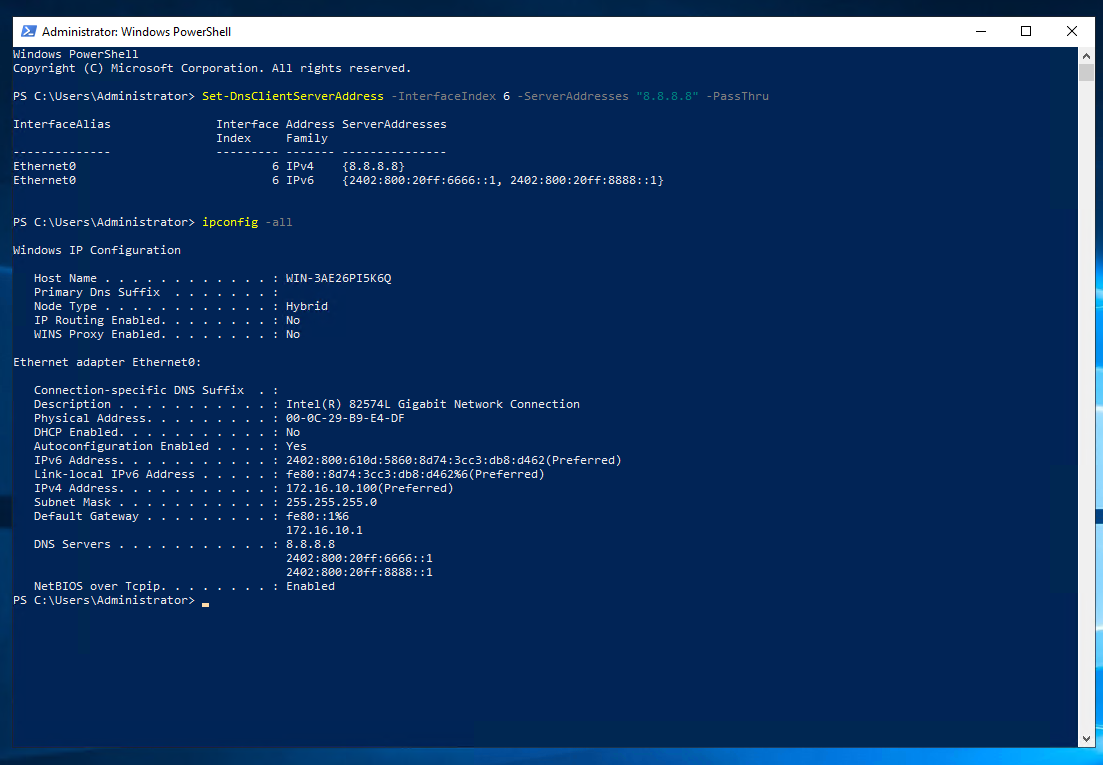 Administrator: Windows PowerShell
Windows PowerShell
Copyright (C) Microsoft Corporation. All rights reserved.
PS C:\Users\Administrator> Set-DnsClientServerAddress -InterfaceIndex 6 -ServerAddresses "8.8.8.8" -PassThru
InterfaceAlias               Interface Address ServerAddresses
                             Index     Family
--------------               --------- ------- ---------------
Ethernet0                            6 IPv4    {8.8.8.8}
Ethernet0                            6 IPv6    {2402:800:20ff:6666::1, 2402:800:20ff:8888::1}
PS C:\Users\Administrator> ipconfig -all
Windows IP Configuration
   Host Name . . . . . . . . . . . . : WIN-3AE26PI5K6Q
   Primary Dns Suffix  . . . . . . . :
   Node Type . . . . . . . . . . . . : Hybrid
   IP Routing Enabled. . . . . . . . : No
   WINS Proxy Enabled. . . . . . . . : No
Ethernet adapter Ethernet0:
   Connection-specific DNS Suffix  . :
   Description . . . . . . . . . . . : Intel(R) 82574L Gigabit Network Connection
   Physical Address. . . . . . . . . : 00-0C-29-B9-E4-DF
   DHCP Enabled. . . . . . . . . . . : No
   Autoconfiguration Enabled . . . . : Yes
   IPv6 Address. . . . . . . . . . . : 2402:800:610d:5860:8d74:3cc3:db8:d462(Preferred)
   Link-local IPv6 Address . . . . . : fe80::8d74:3cc3:db8:d462%6(Preferred)
   IPv4 Address. . . . . . . . . . . : 172.16.10.100(Preferred)
   Subnet Mask . . . . . . . . . . . : 255.255.255.0
   Default Gateway . . . . . . . . . : fe80::1%6
                                       172.16.10.1
   DNS Servers . . . . . . . . . . . : 8.8.8.8
                                       2402:800:20ff:6666::1
                                       2402:800:20ff:8888::1
   NetBIOS over Tcpip. . . . . . . . : Enabled
PS C:\Users\Administrator>